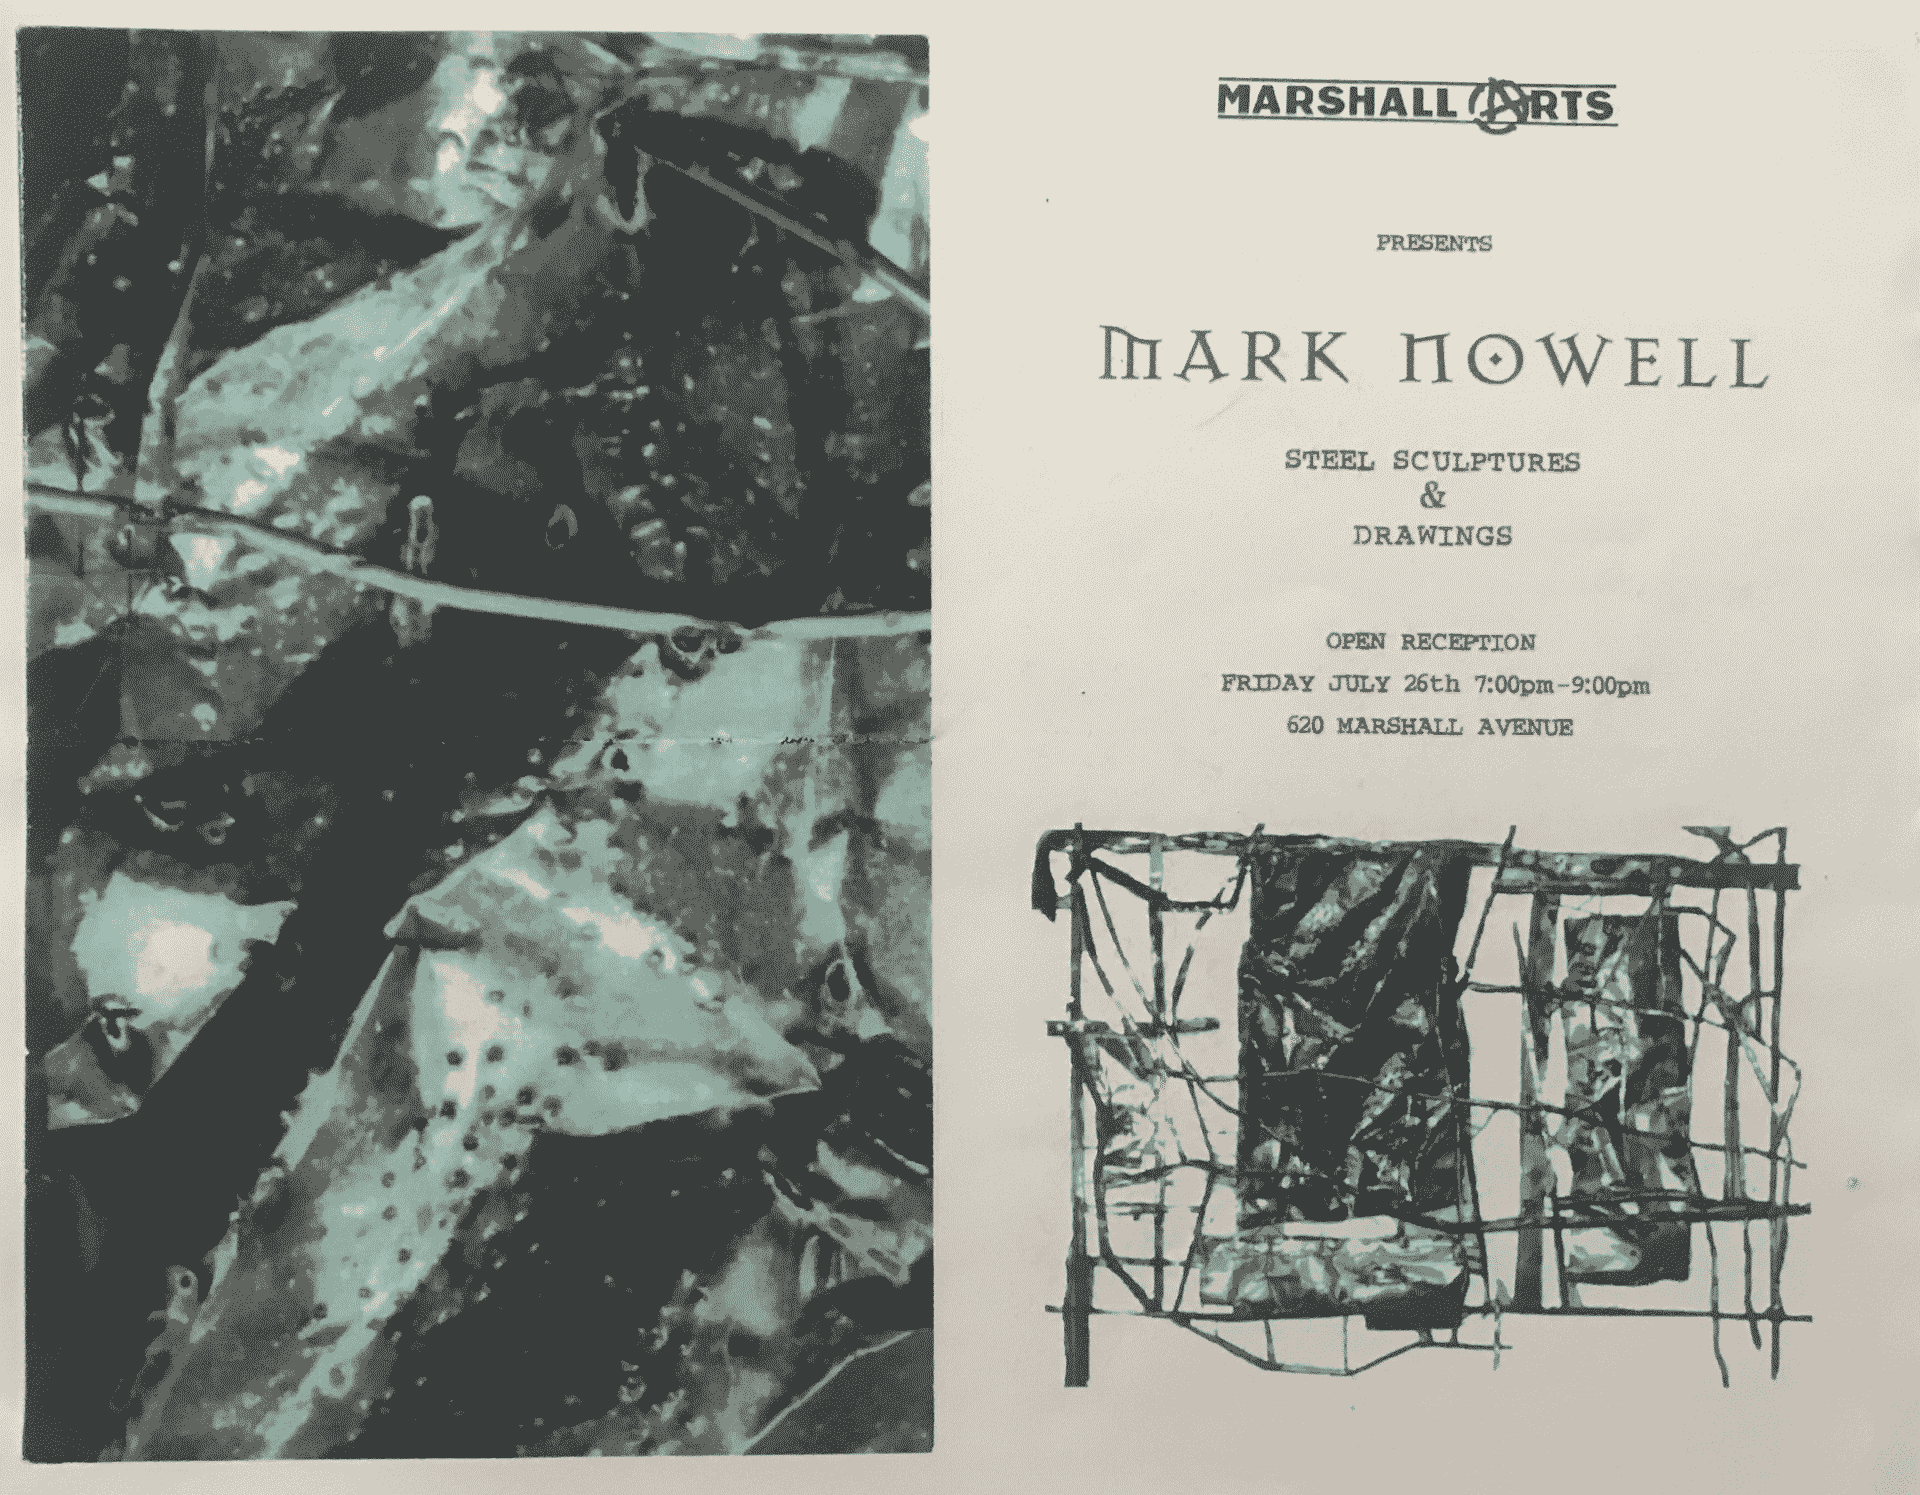 MARSHALL ARTS
PRESENTS
MARK NOWELL
STEEL SCULPTURES
&
DRAWINGS
OPEN RECEPTION
FRIDAY JULY 26th 7:00pm-9:00pm
620 MARSHALL AVENUE